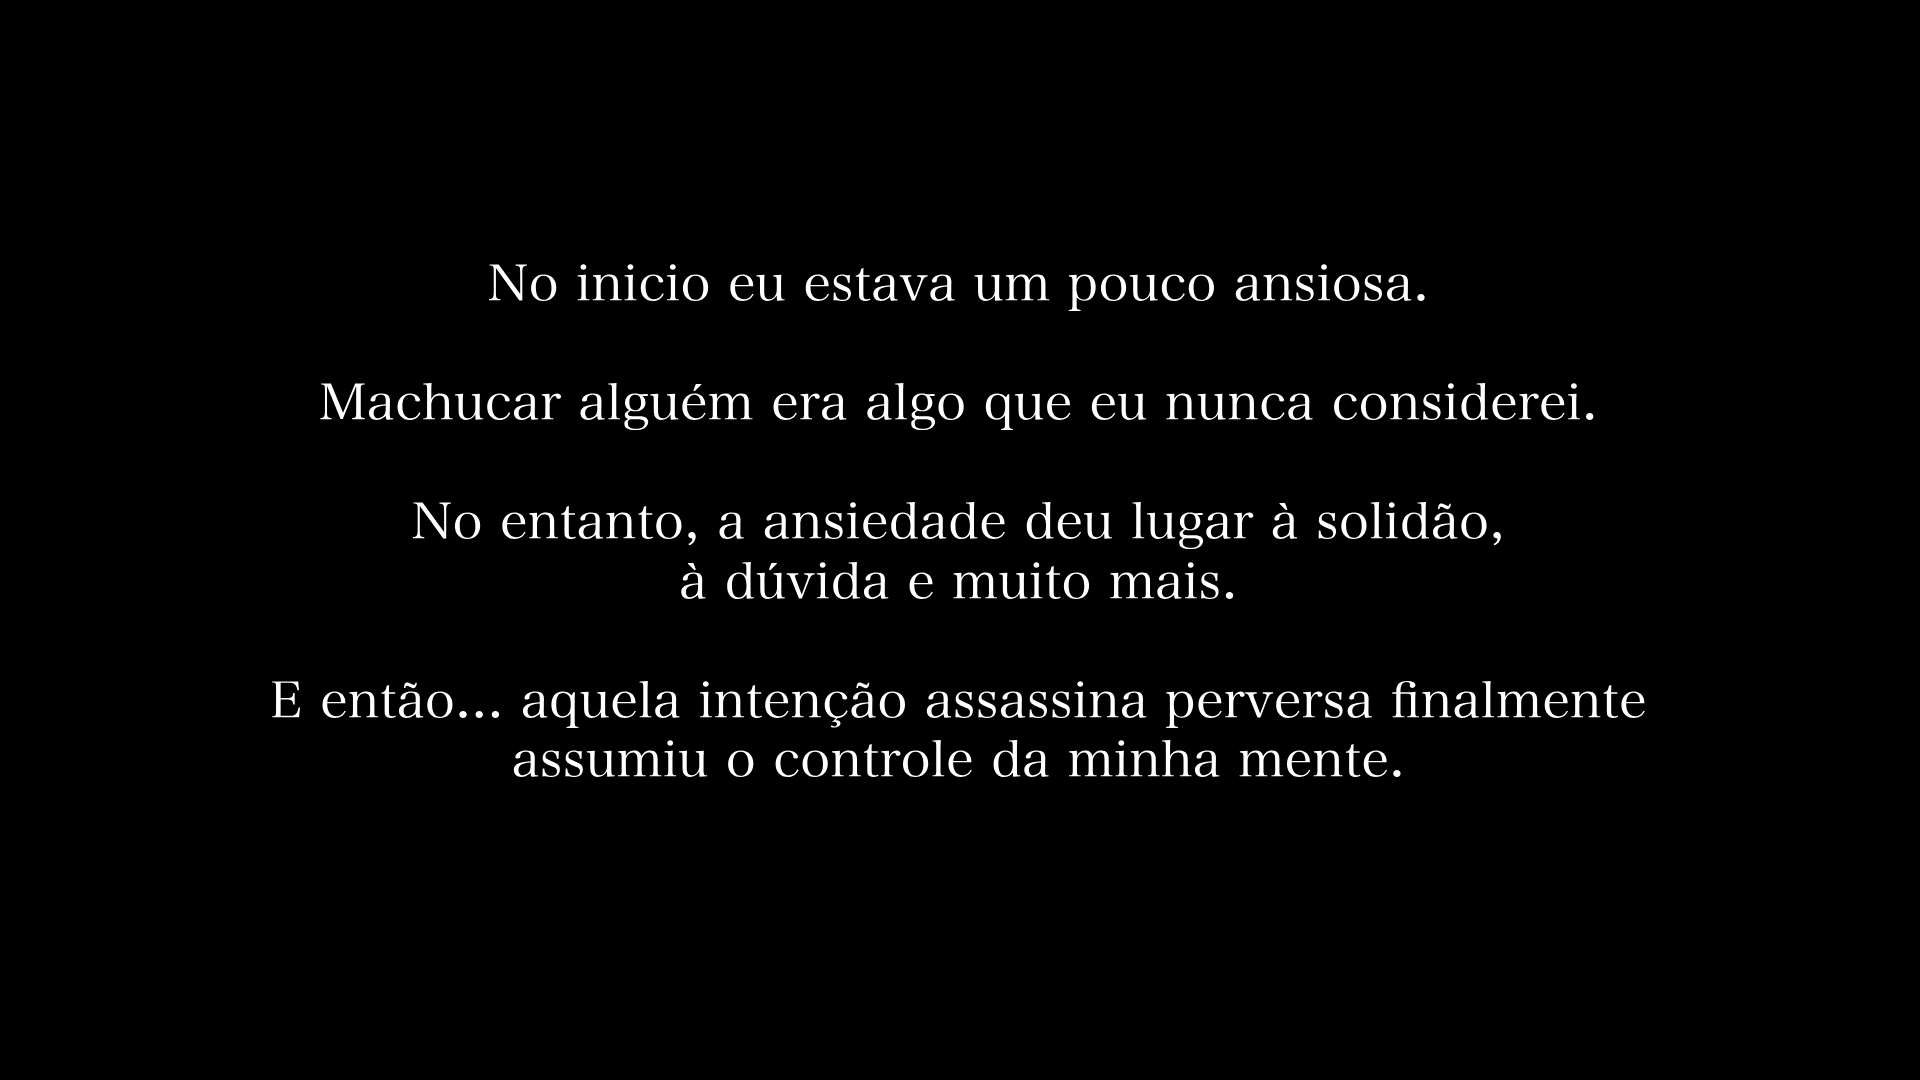 No inicio eu estava um pouco ansiosa.
Machucar alguém era algo que eu nunca considerei.
No entanto, a ansiedade deu lugar à solidão,
à dúvida e muito mais.
E então... aquela intenção assassina perversa finalmente
assumiu o controle da minha mente.